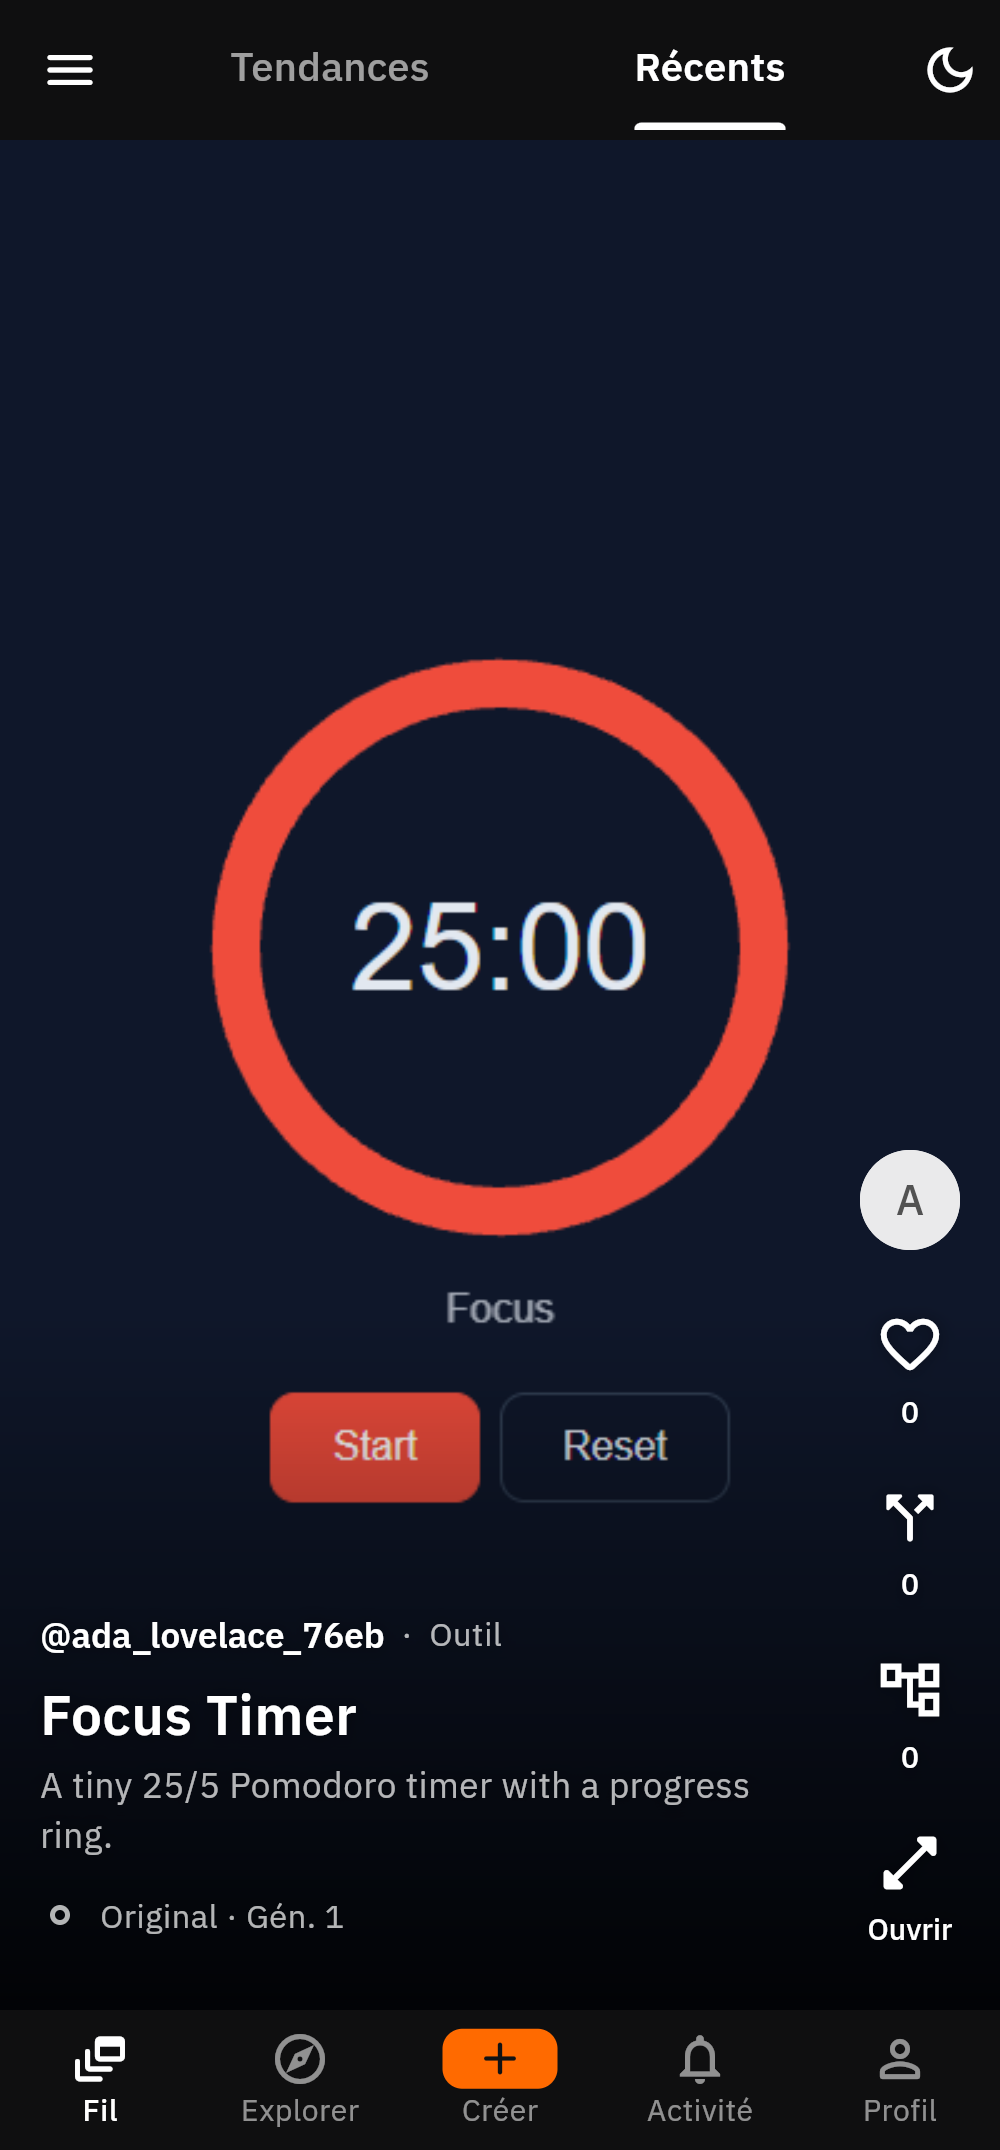 Tendances
Récents
25:00
Focus
Start
Reset
A
0
0
0
Ouvrir
@ada_lovelace_76eb · Outil
Focus Timer
A tiny 25/5 Pomodoro timer with a progress
ring.
Original · Gén. 1
Fil
Explorer
Créer
Activité
Profil